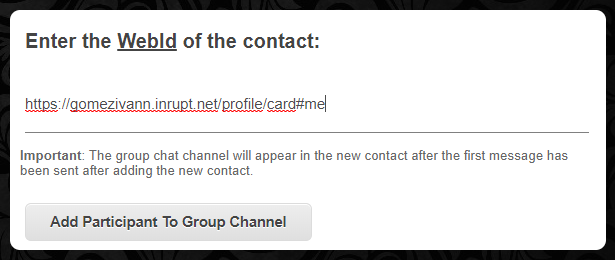 Enter the WebId of the contact:
https://gomezivann.inrupt.net/profile/card#me
Important: The group chat channel will appear in the new contact after the first message has
been sent after adding the new contact.
Add Participant To Group Channel